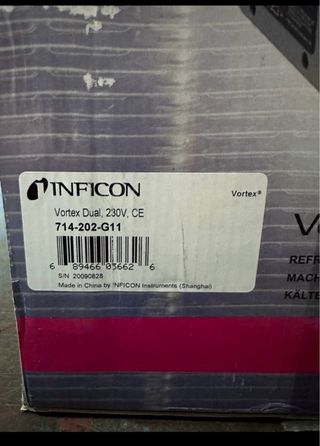 INFICON
Vortex®
Vortex Dual, 230V, CE
714-202-G11
6 89466 03662 6
S/N 20090828
Made in China by INFICON Instruments (Shanghai)
REFR
MACH
KÄLTE